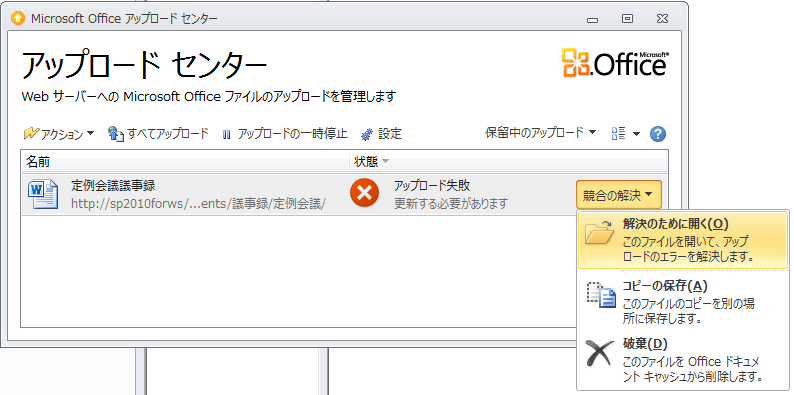 Microsoft Office アップロード センター
アップロード センター
Microsoft
Office
Web サーバーへの Microsoft Office ファイルのアップロードを管理します
アクション すべてアップロード アップロードの一時停止 設定 保留中のアップロード
名前 状態
定例会議議事録 アップロード失敗 競合の解決
http://sp2010forws/...ents/議事録/定例会議/ 更新する必要があります
解決のために開く(O)
このファイルを開いて、アップ
ロードのエラーを解決します。
コピーの保存(A)
このファイルのコピーを別の場
所に保存します。
破棄(D)
このファイルを Office ドキュメ
ント キャッシュから削除します。